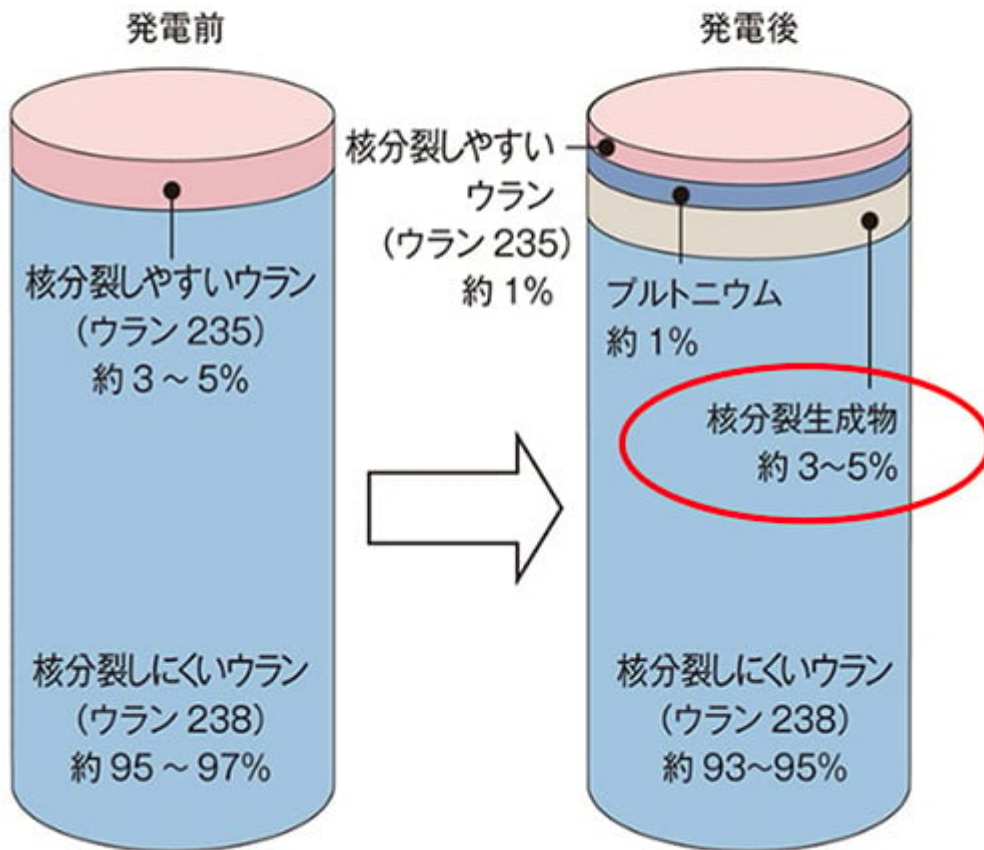 発電前
核分裂しやすいウラン
(ウラン 235)
約 3 ～ 5%
核分裂しにくいウラン
(ウラン 238)
約 95 ～ 97%
発電後
核分裂しやすい
ウラン
(ウラン 235)
約 1%
プルトニウム
約 1%
核分裂生成物
約 3～5%
核分裂しにくいウラン
(ウラン 238)
約 93～95%